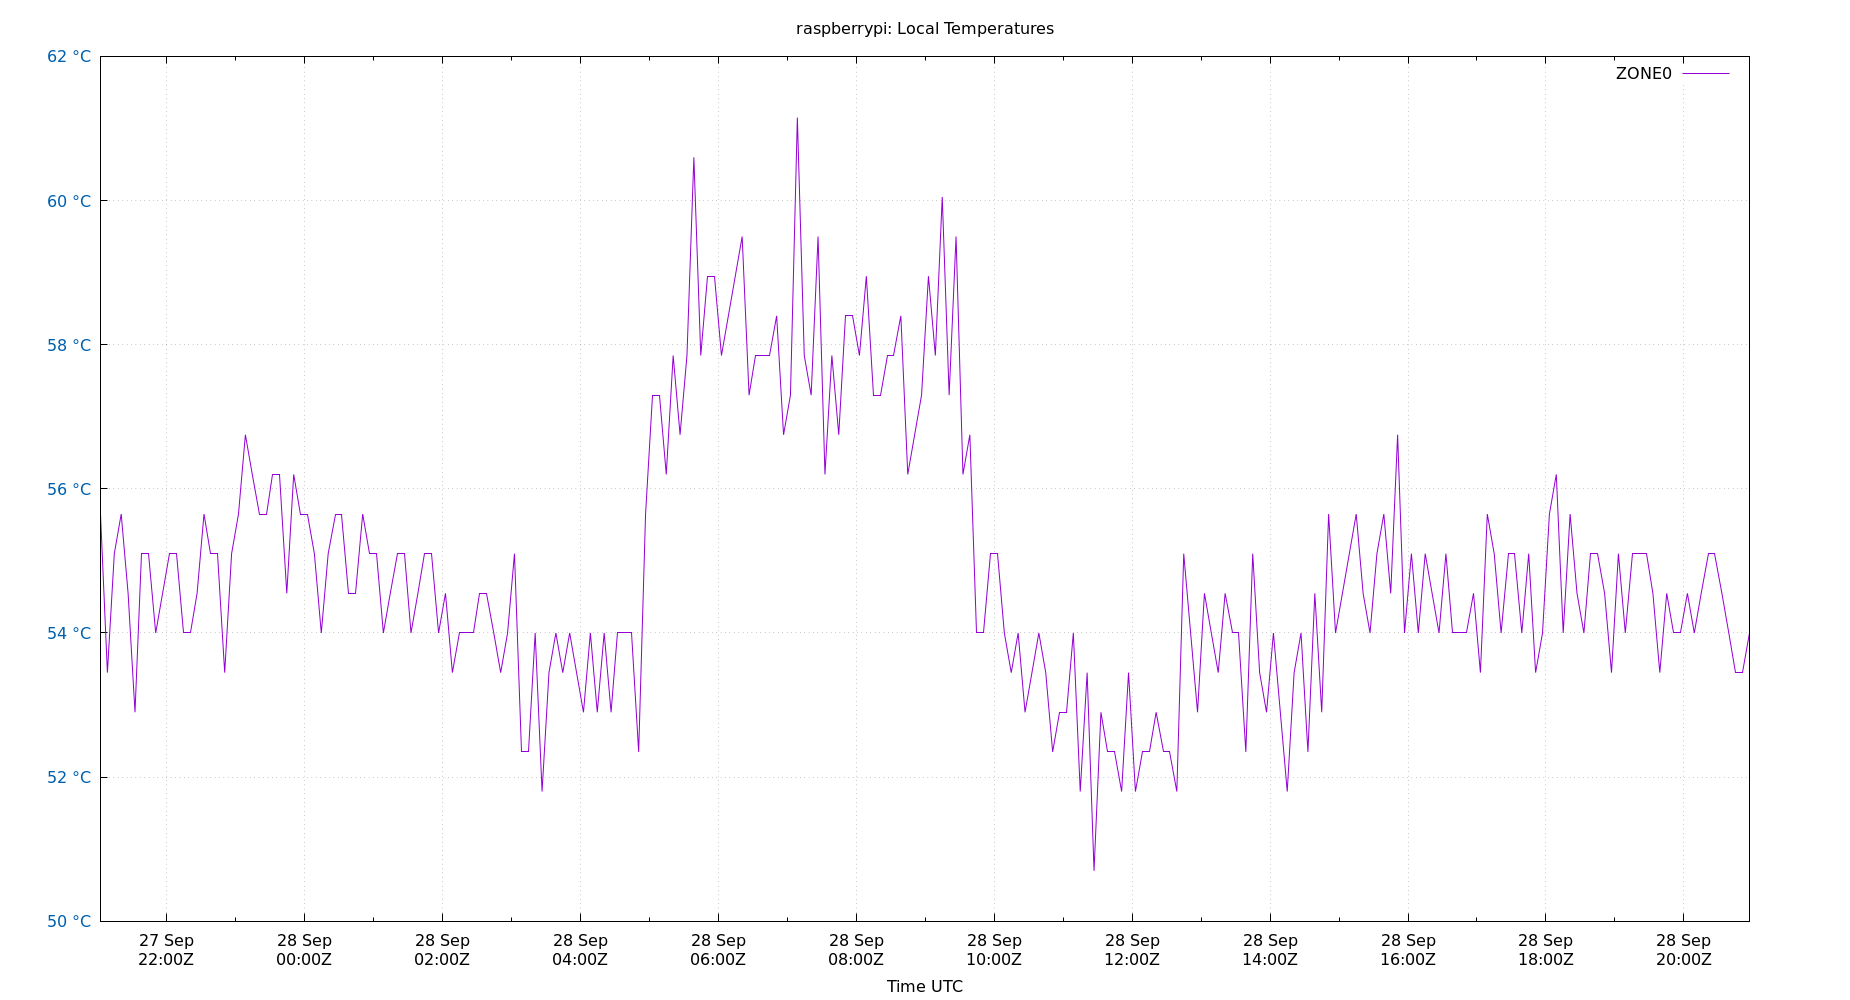 raspberrypi: Local Temperatures
62 °C
ZONE0
60 °C
58 °C
56 °C
54 °C
52 °C
50 °C
27 Sep 28 Sep 28 Sep 28 Sep 28 Sep 28 Sep 28 Sep 28 Sep 28 Sep 28 Sep 28 Sep 28 Sep
22:00Z 00:00Z 02:00Z 04:00Z 06:00Z 08:00Z 10:00Z 12:00Z 14:00Z 16:00Z 18:00Z 20:00Z
Time UTC